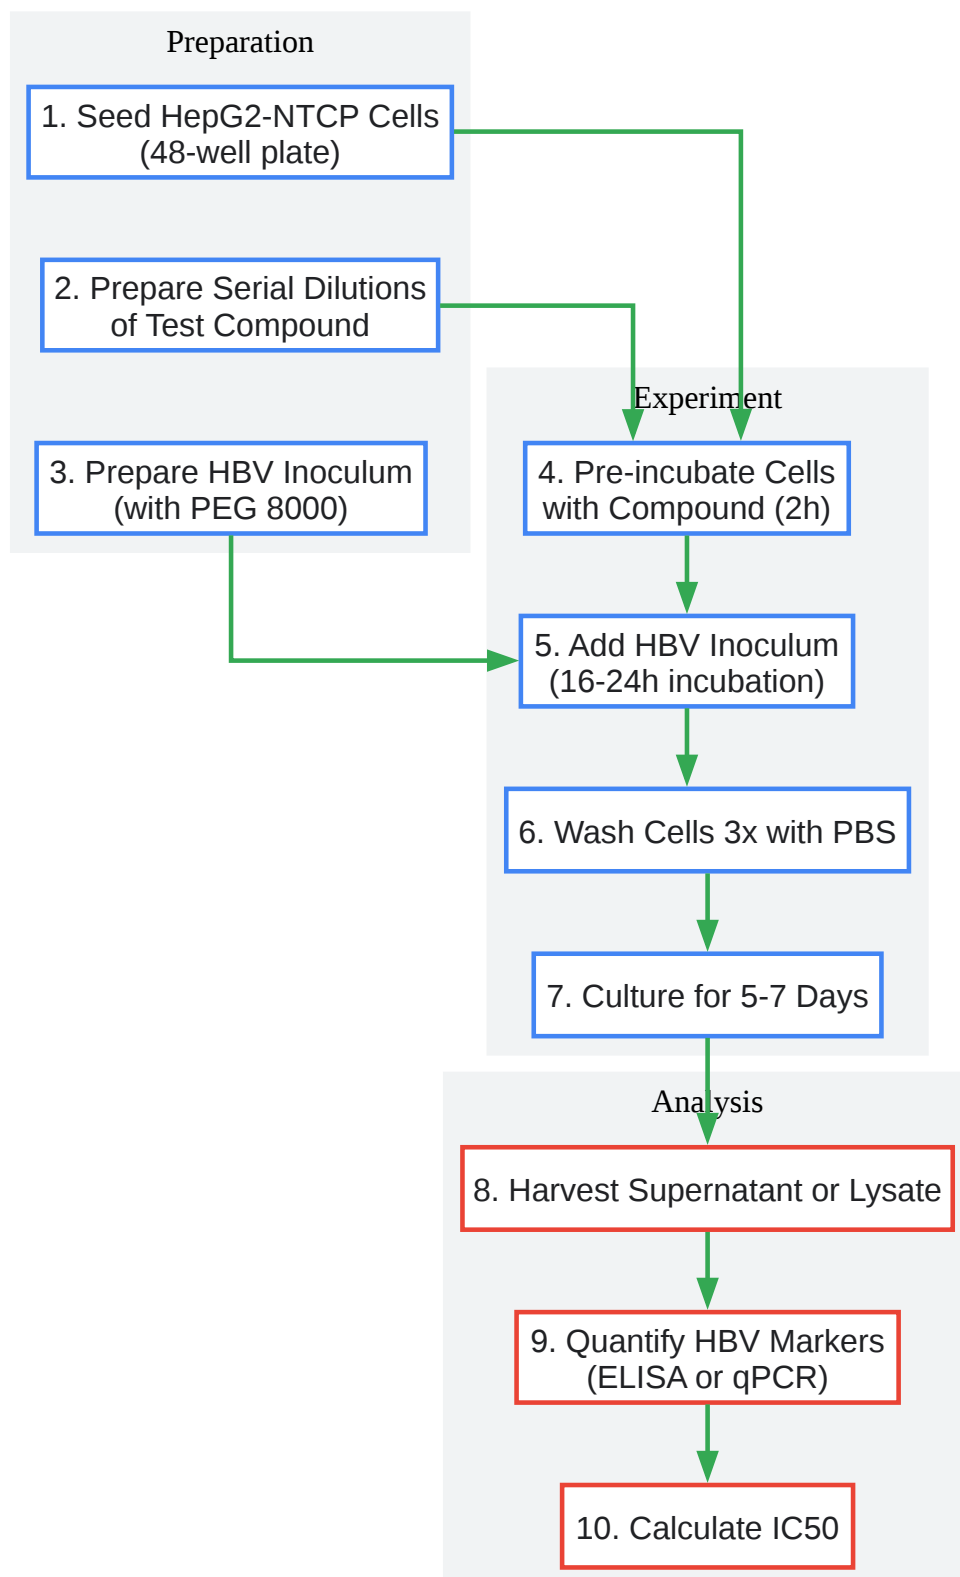 Preparation
1. Seed HepG2-NTCP Cells
(48-well plate)
2. Prepare Serial Dilutions
of Test Compound
3. Prepare HBV Inoculum
(with PEG 8000)
Experiment
4. Pre-incubate Cells
with Compound (2h)
5. Add HBV Inoculum
(16-24h incubation)
6. Wash Cells 3x with PBS
7. Culture for 5-7 Days
Analysis
8. Harvest Supernatant or Lysate
9. Quantify HBV Markers
(ELISA or qPCR)
10. Calculate IC50